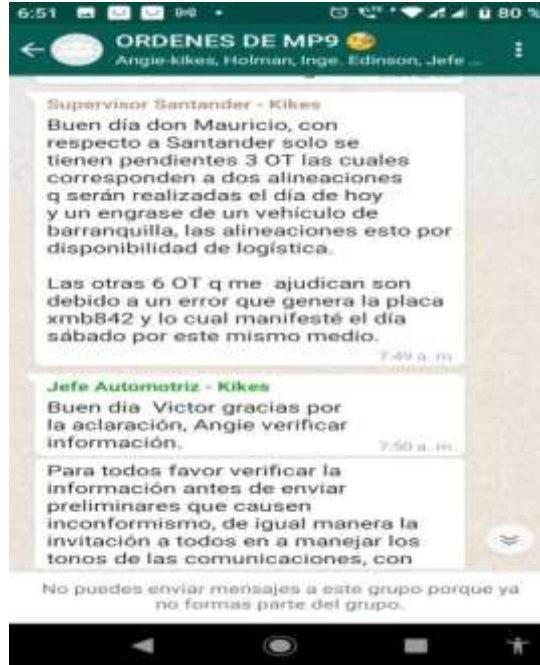 6:51
80 %
ORDENES DE MP9
Angie-kikes, Holman, Inge. Edinson, Jefe ...
Supervisor Santander - Kikes
Buen día don Mauricio, con
respecto a Santander solo se
tienen pendientes 3 OT las cuales
corresponden a dos alineaciones
q serán realizadas el día de hoy
y un engrase de un vehículo de
barranquilla, las alineaciones esto por
disponibilidad de logística.
Las otras 6 OT q me ajudican son
debido a un error que genera la placa
xmb842 y lo cual manifesté el día
sábado por este mismo medio.
7:49 a. m.
Jefe Automotriz - Kikes
Buen dia Victor gracias por
la aclaración, Angie verificar
información.
7:50 a. m.
Para todos favor verificar la
información antes de enviar
preliminares que causen
inconformismo, de igual manera la
invitación a todos en a manejar los
tonos de las comunicaciones, con
No puedes enviar mensajes a este grupo porque ya
no formas parte del grupo.